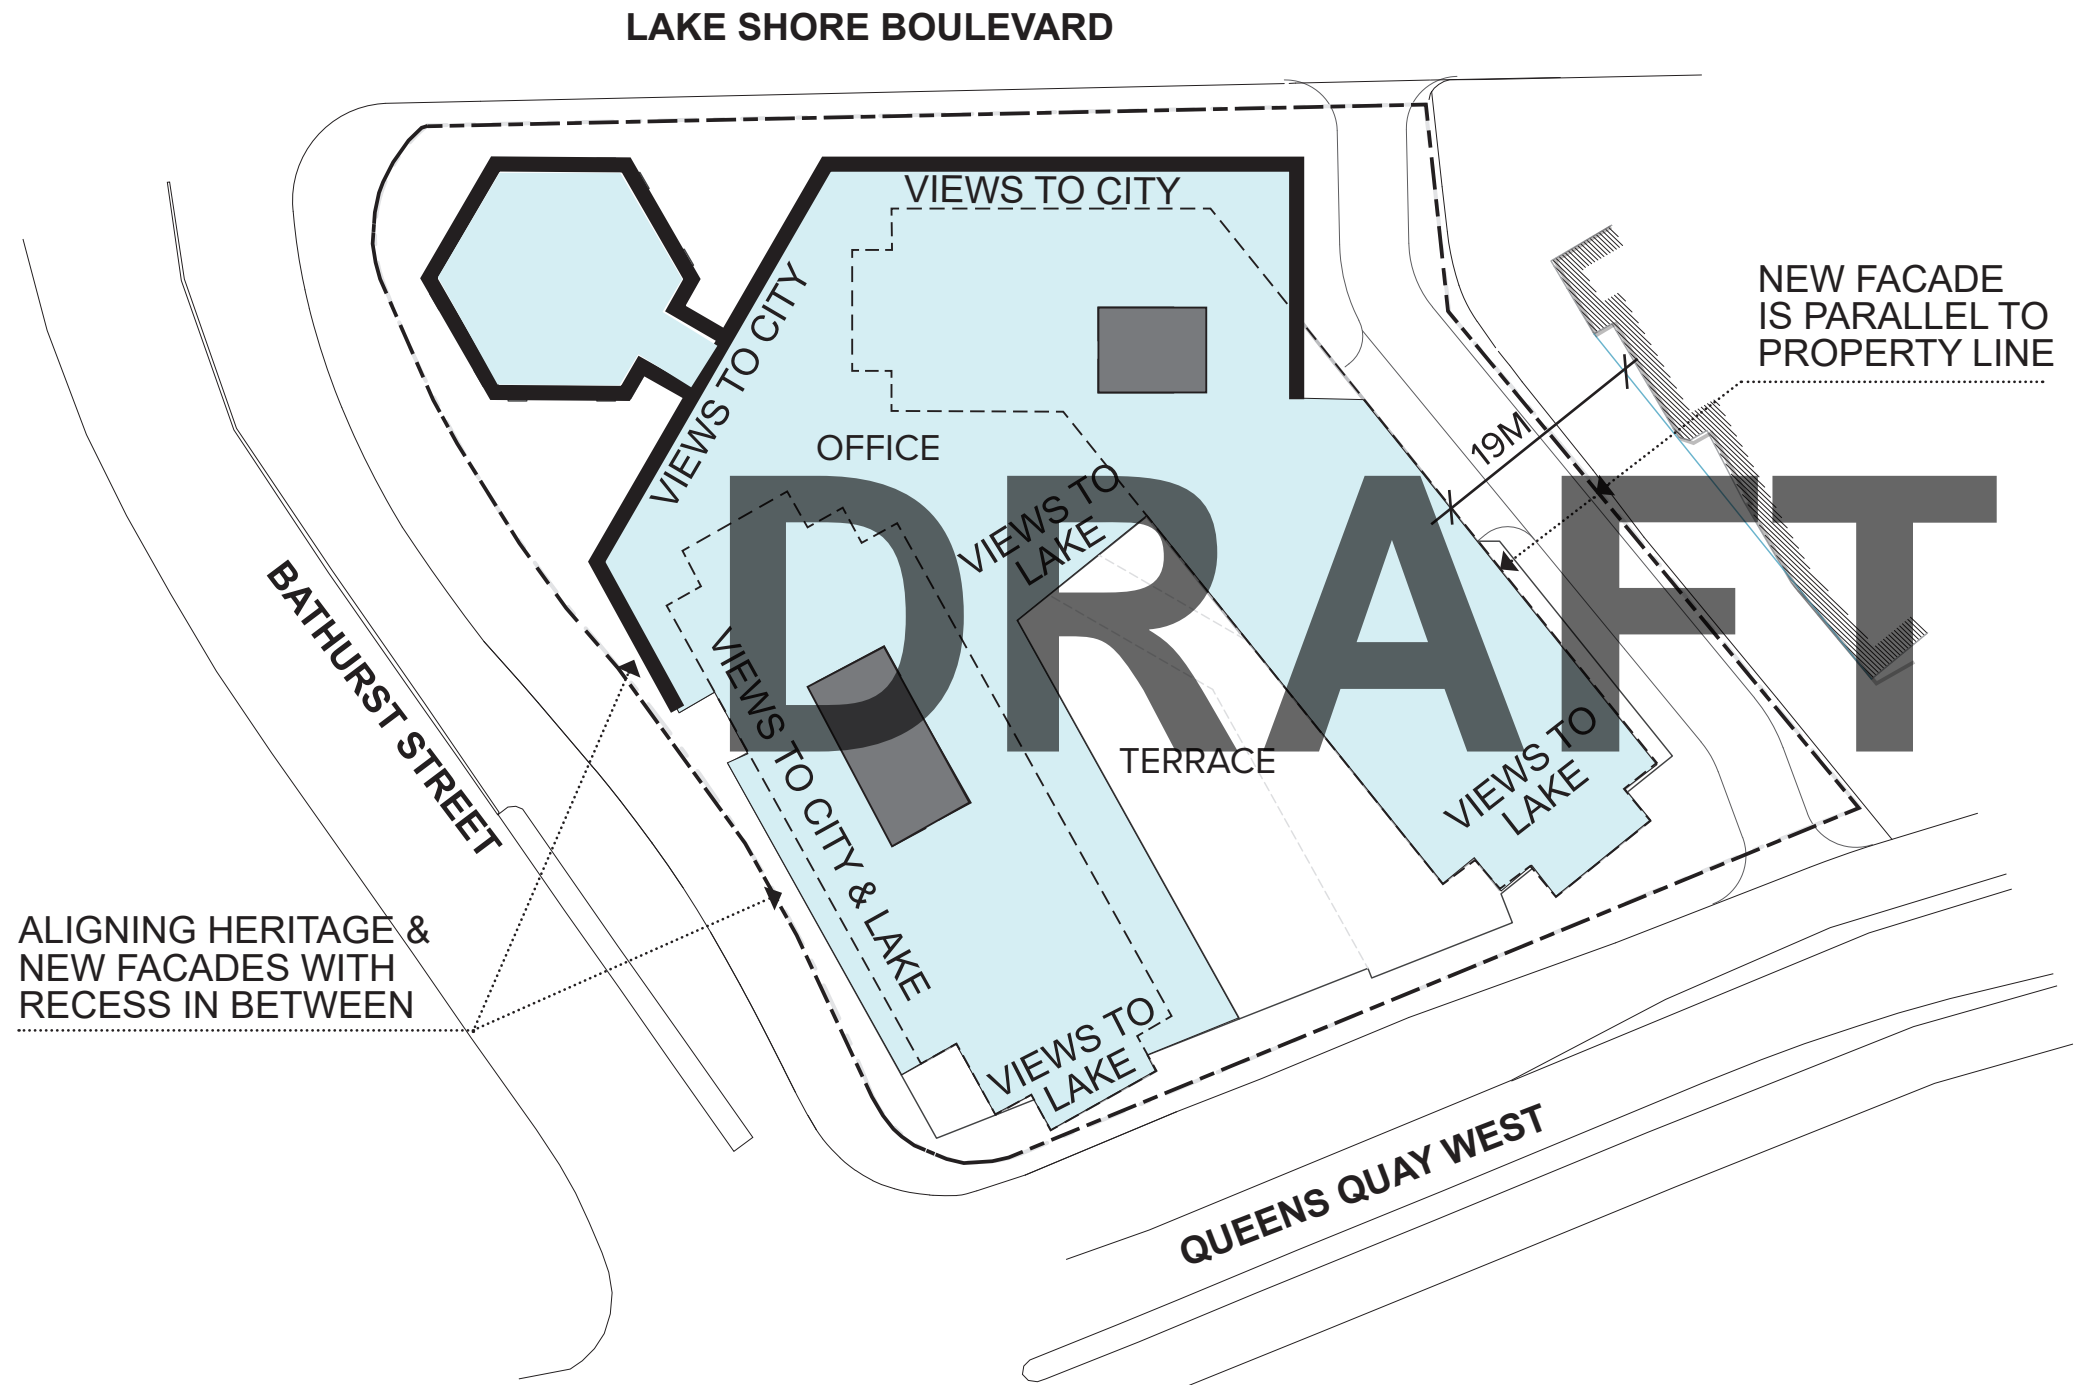 LAKE SHORE BOULEVARD
VIEWS TO CITY
VIEWS TO CITY
NEW FACADE
IS PARALLEL TO
PROPERTY LINE
19M
OFFICE
VIEWS TO
LAKE
DRAFT
BATHURST STREET
VIEWS TO CITY & LAKE
TERRACE
VIEWS TO
LAKE
ALIGNING HERITAGE &
NEW FACADES WITH
RECESS IN BETWEEN
VIEWS TO
LAKE
QUEENS QUAY WEST